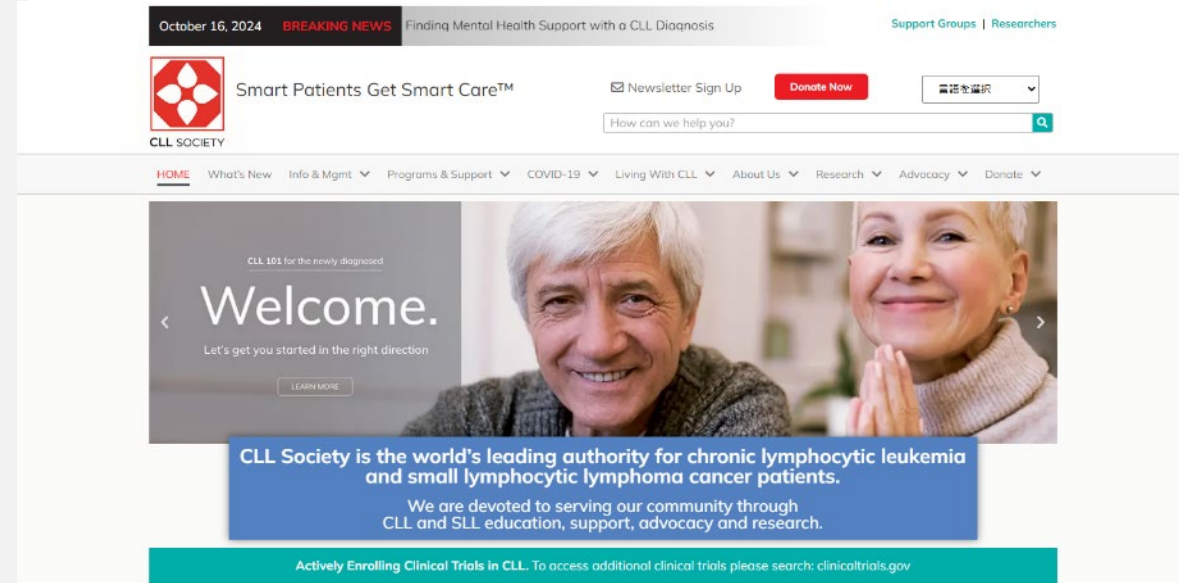 October 16, 2024 BREAKING NEWS Finding Mental Health Support with a CLL Diagnosis
Support Groups | Researchers
Smart Patients Get Smart Care™
Newsletter Sign Up
Donate Now
言語を選択
CLL SOCIETY
How can we help you?
HOME What's New Info & Mgmt Programs & Support COVID-19 Living With CLL About Us Research Advocacy Donate
CLL 101 for the newly diagnosed
Welcome.
Let's get you started in the right direction
LEARN MORE
CLL Society is the world's leading authority for chronic lymphocytic leukemia
and small lymphocytic lymphoma cancer patients.
We are devoted to serving our community through
CLL and SLL education, support, advocacy and research.
Actively Enrolling Clinical Trials in CLL. To access additional clinical trials please search: clinicaltrials.gov